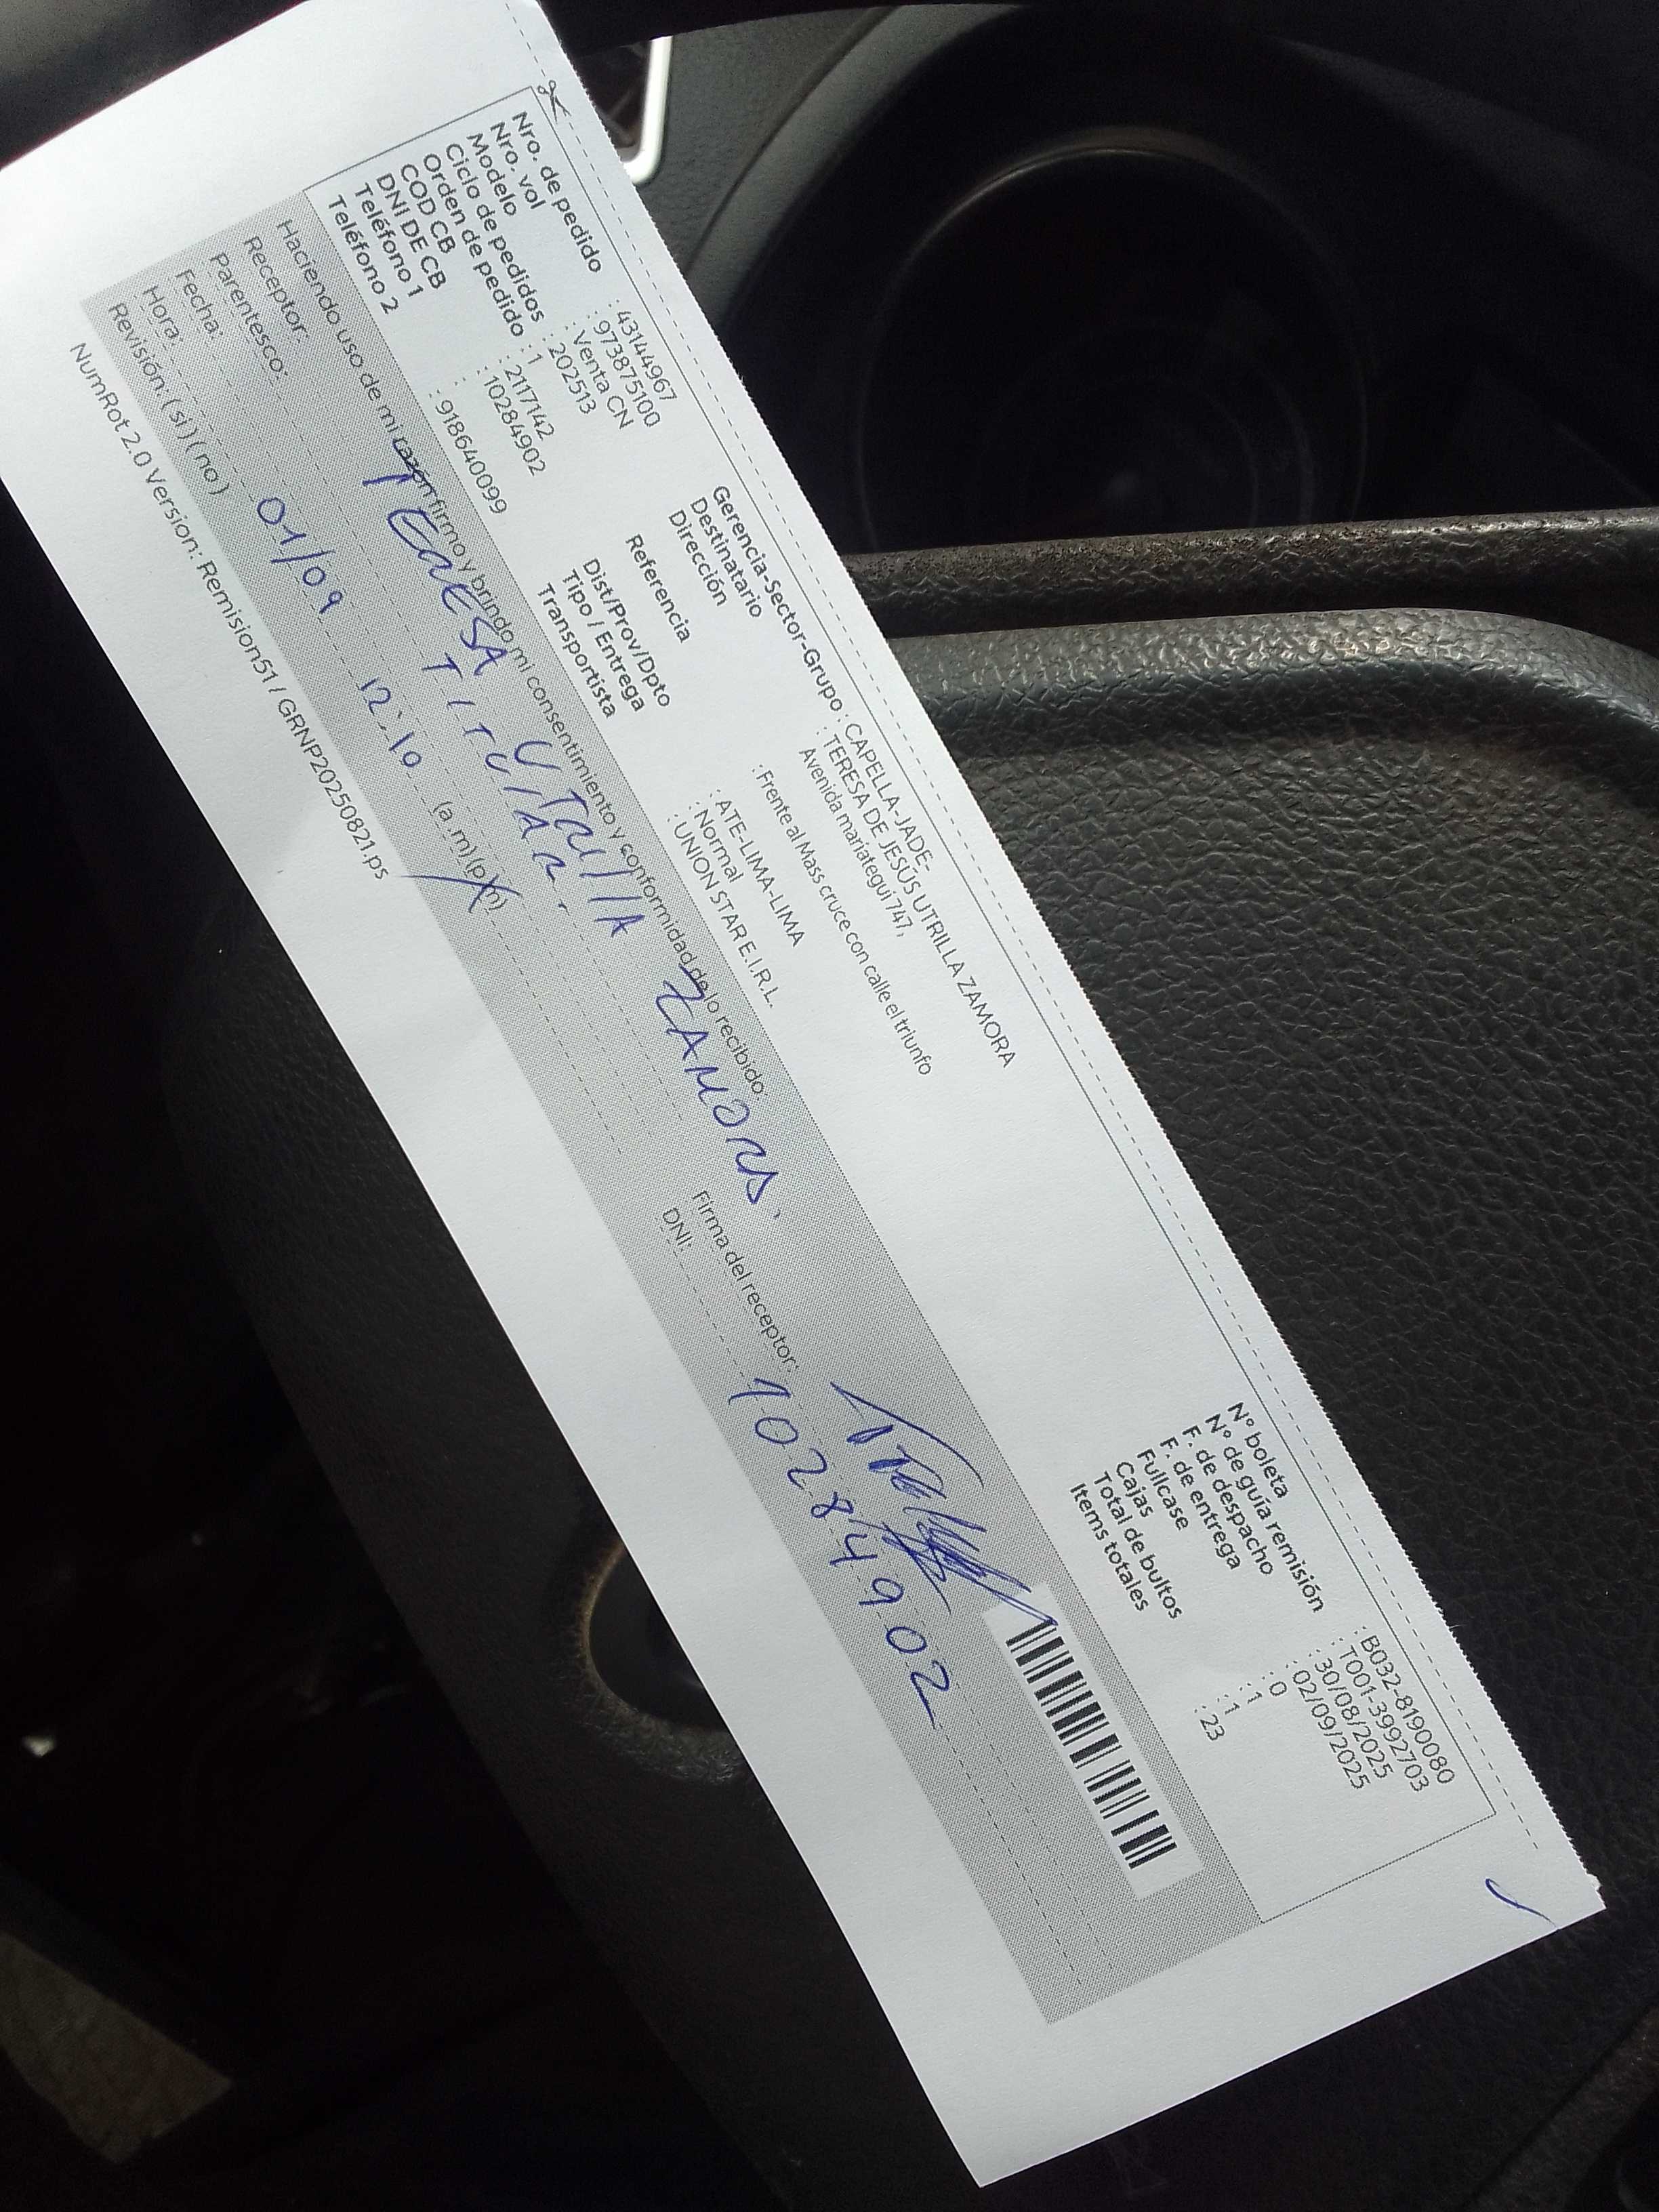 Nro. de pedido : 43144967
Nro. vol : 973875100
Modelo : Venta CN
Ciclo de pedidos : 202513
Orden de pedido : 1
COD CB : 2117142
DNI DE CB : 10284902
Teléfono 1 :
Teléfono 2 : 918640099
Gerencia-Sector-Grupo : CAPELLA-JADE-
Destinatario : TERESA DE JESÚS UTRILLA ZAMORA
Dirección Avenida mariategui 747,
Referencia : Frente al Mass cruce con calle el triunfo
Dist/Prov/Dpto : ATE-LIMA-LIMA
Tipo / Entrega : Normal
Transportista : UNION STAR E.I.R.L.
N° boleta : B032-8190080
N° de guía remisión : T001-3992703
F. de despacho : 30/08/2025
F. de entrega : 02/09/2025
Fullcase : 0
Cajas : 1
Total de bultos : 1
Items totales : 23
Haciendo uso de mi razón firmo y brindo mi consentimiento y conformidad de lo recibido:
Receptor: TERESA UTRILLA ZAMORA.
Parentesco: TITULAR.
Fecha: 01/09
Hora: 12:10 (a.m)(p.m)
Revisión: ( si ) ( no )
Firma del receptor:
DNI: 10284902
NumRot 2.0 Version: Remision51 / GRNP20250821.ps